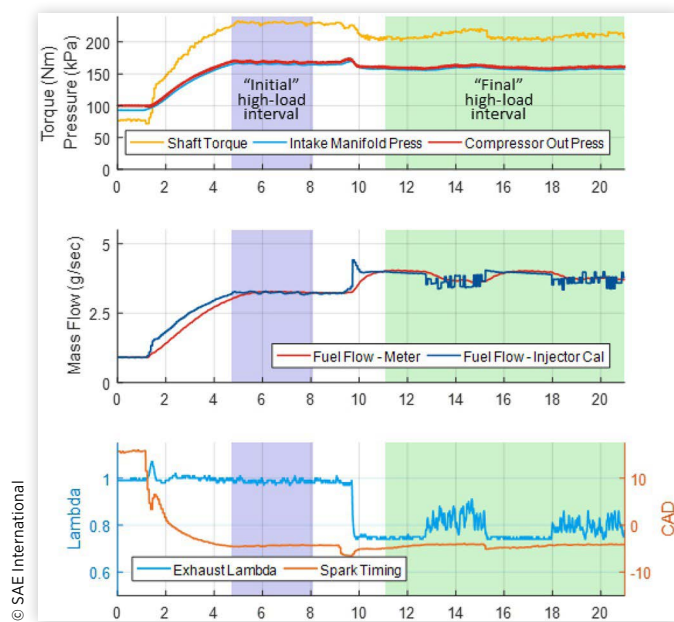 200
150
100
50
0
Torque (Nm)
Pressure (kPa)
“Initial”
high-load
interval
“Final”
high-load
interval
Shaft Torque
Intake Manifold Press
Compressor Out Press
0 2 4 6 8 10 12 14 16 18 20
5
2.5
0
Mass Flow (g/sec)
Fuel Flow - Meter
Fuel Flow - Injector Cal
0 2 4 6 8 10 12 14 16 18 20
1
0.8
0.6
Lambda
10
0
-10
CAD
Exhaust Lambda
Spark Timing
0 2 4 6 8 10 12 14 16 18 20
© SAE International